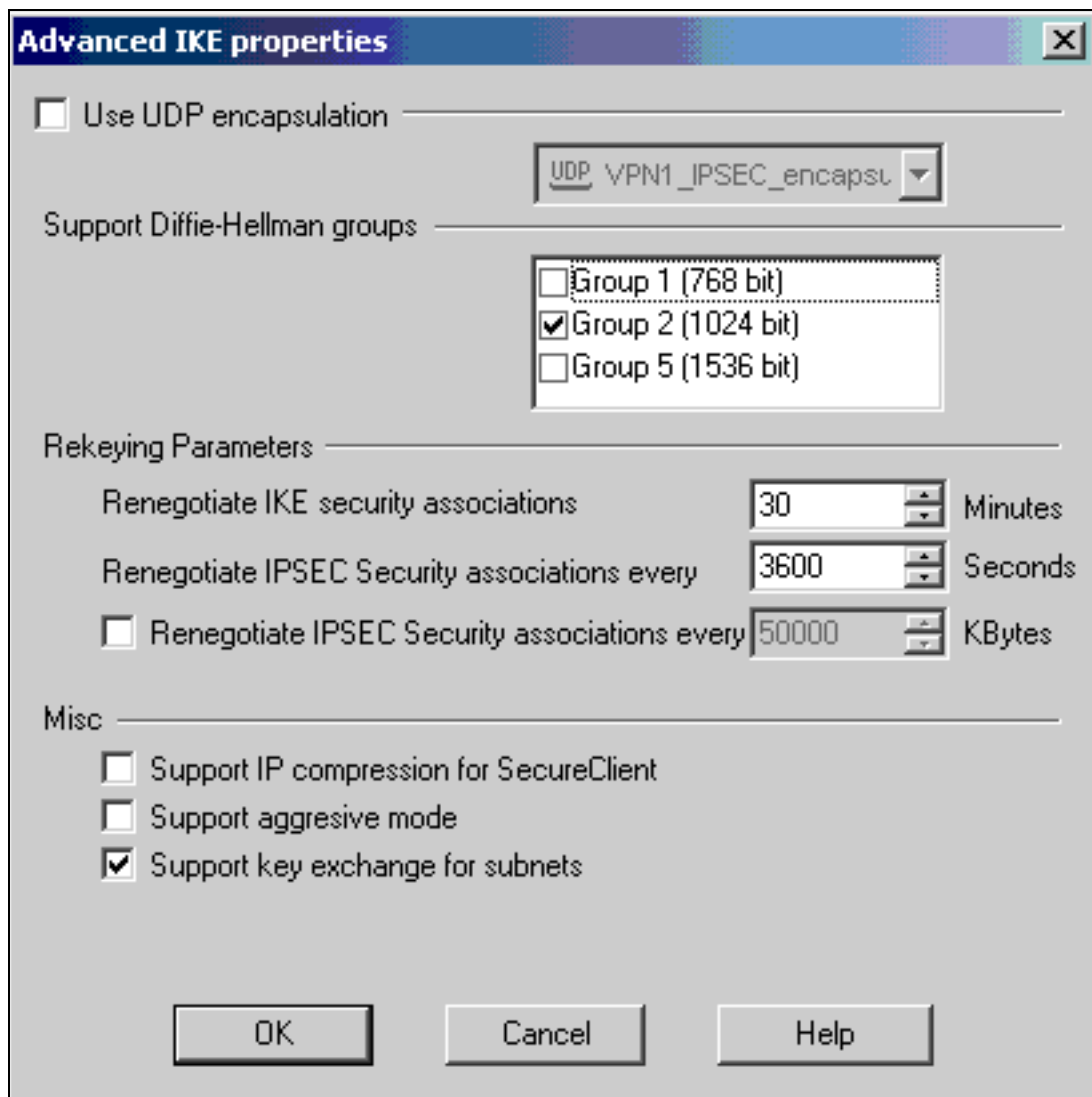 Advanced IKE properties
Use UDP encapsulation
UDP VPN1_IPSEC_encapsu
Support Diffie-Hellman groups
Group 1 (768 bit)
Group 2 (1024 bit)
Group 5 (1536 bit)
Rekeying Parameters
Renegotiate IKE security associations 30 Minutes
Renegotiate IPSEC Security associations every 3600 Seconds
Renegotiate IPSEC Security associations every 50000 KBytes
Misc
Support IP compression for SecureClient
Support aggresive mode
Support key exchange for subnets
OK Cancel Help